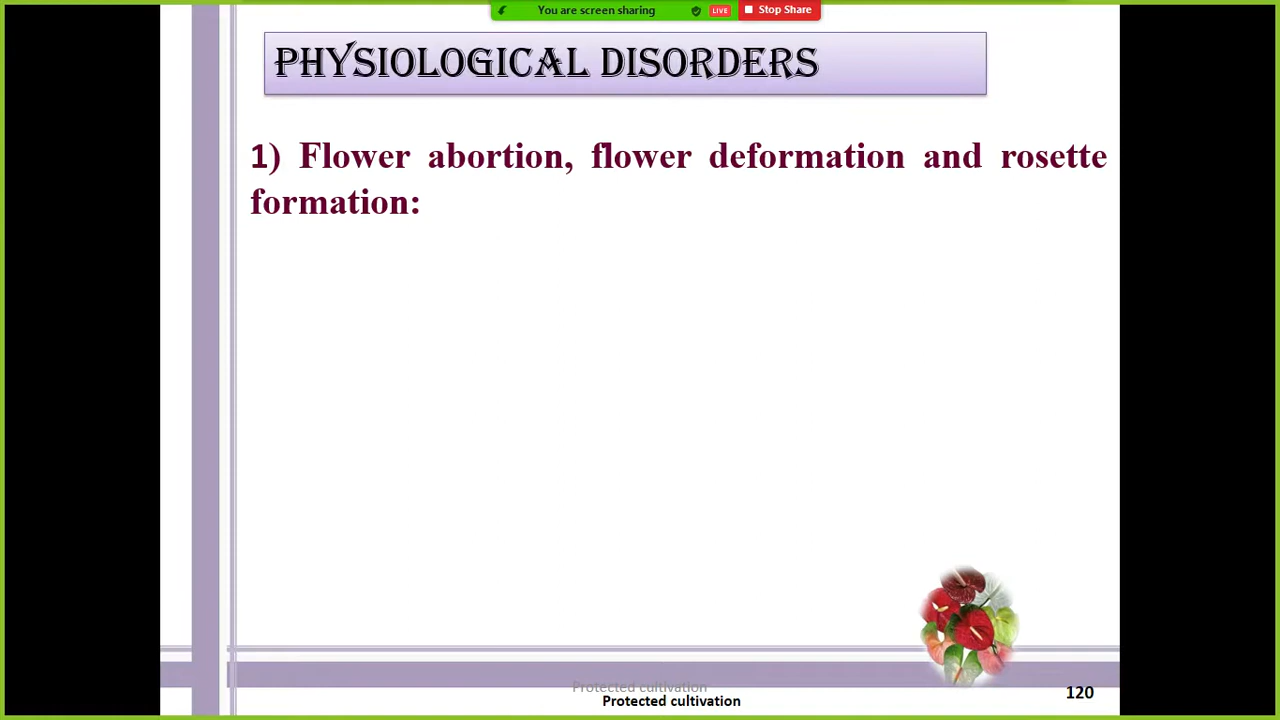 You are screen sharing
LIVE
Stop Share
PHYSIOLOGICAL DISORDERS
1) Flower abortion, flower deformation and rosette
formation:
Protected cultivation
Protected cultivation
120